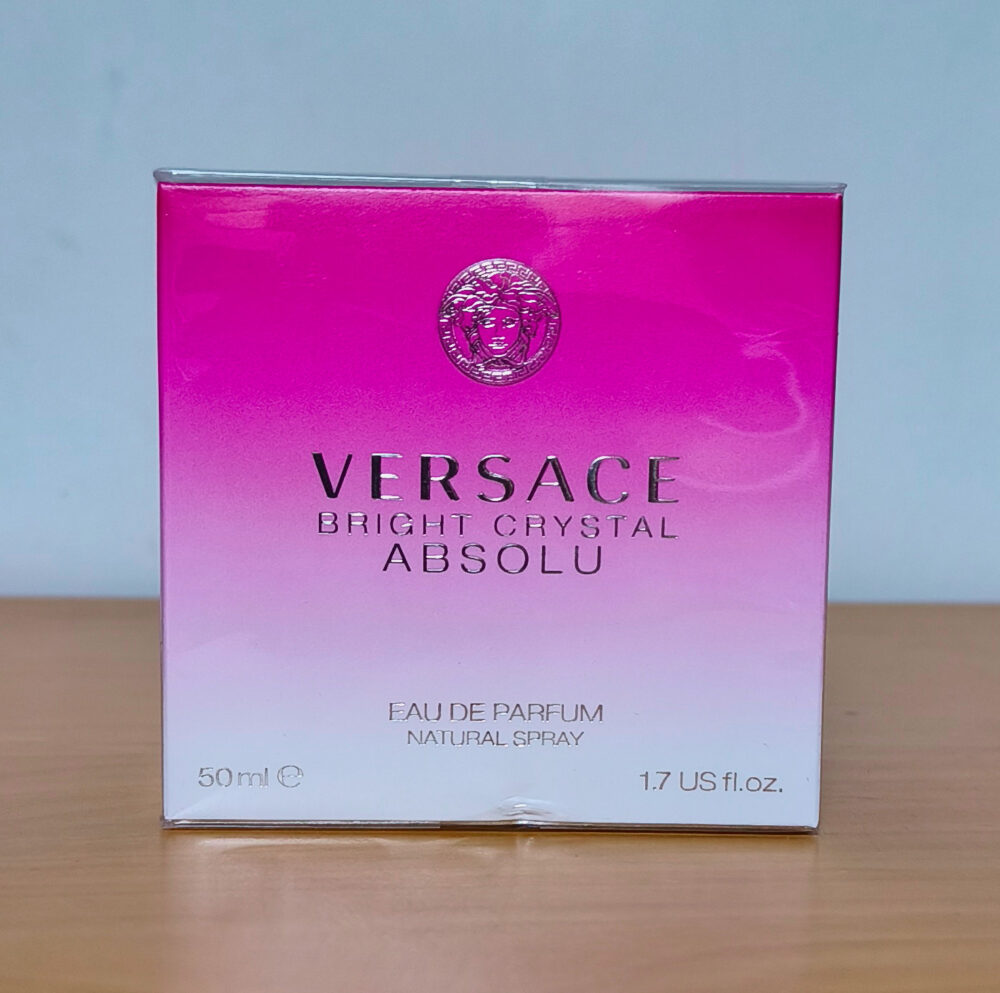 VERSACE
BRIGHT CRYSTAL
ABSOLU
EAU DE PARFUM
NATURAL SPRAY
50 ml ℮
1.7 US fl.oz.